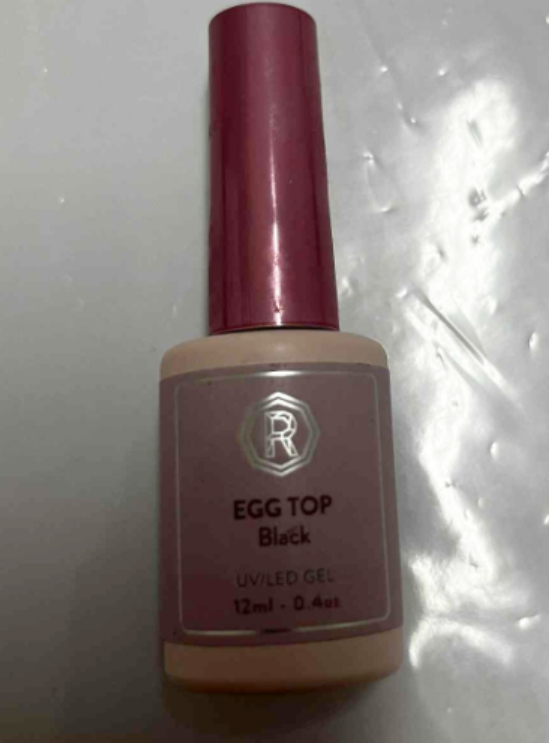 R
EGG TOP
Black
UV/LED GEL
12ml - 0.4oz